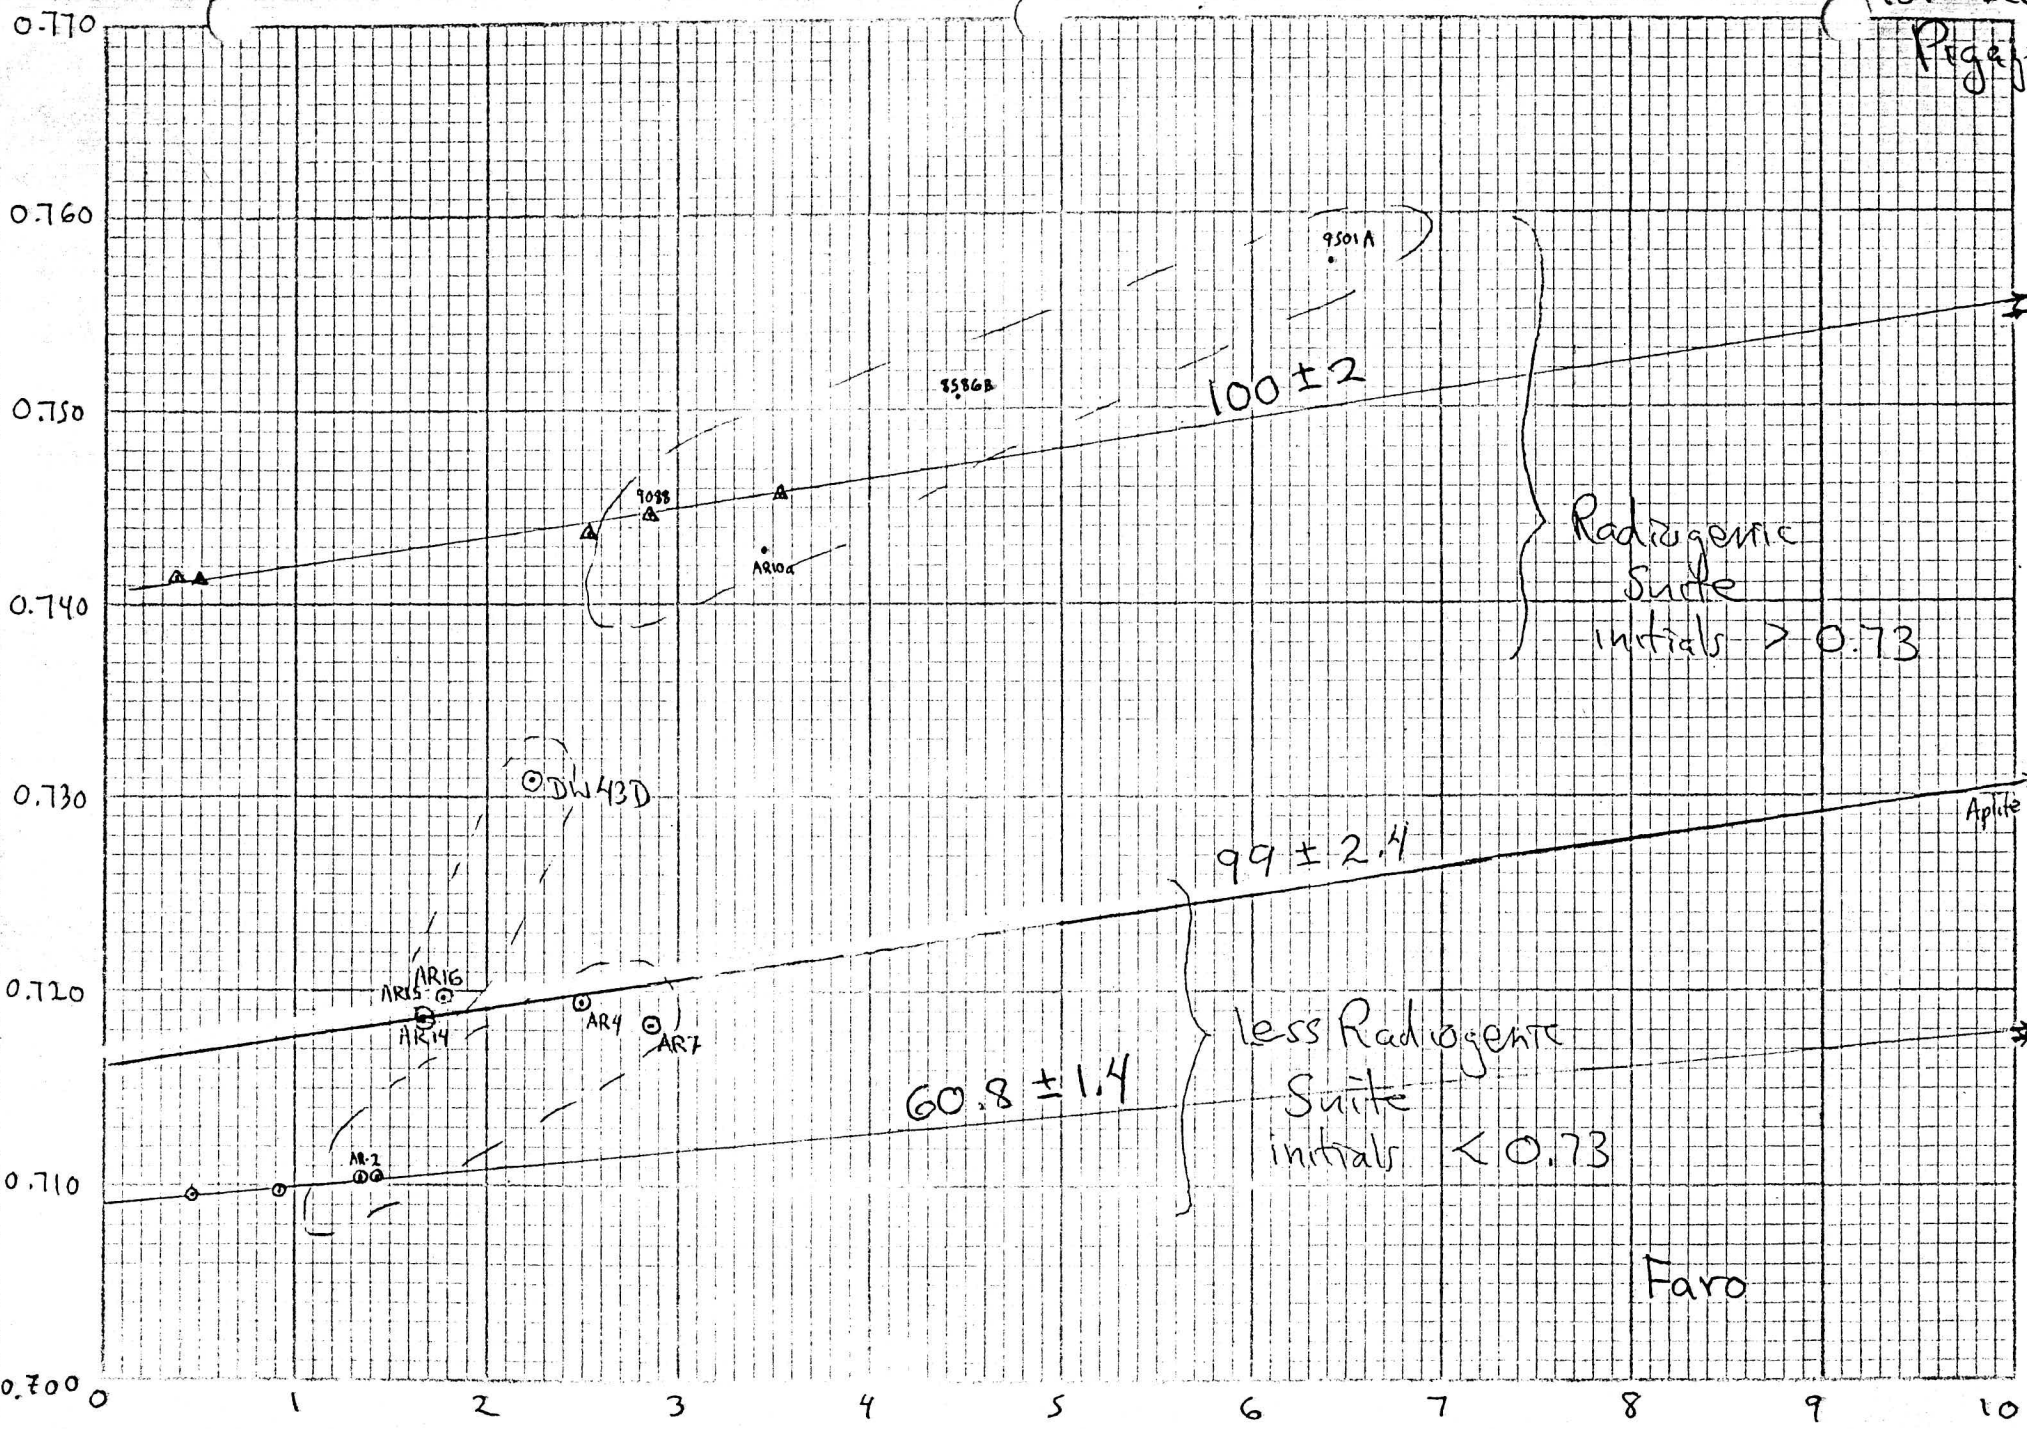 0.770
0.760
0.750
0.740
0.730
0.720
0.710
0.700
0 1 2 3 4 5 6 7 8 9 10
9501A
8586B
100 ± 2
9088
AR10a
Radiogenic
Suite
initials > 0.73
DW43D
Aplite
99 ± 2.4
AR16
AR15
AR14
AR4
AR7
Less Radiogenic
Suite
initials < 0.73
60.8 ± 1.4
AR-2
Faro